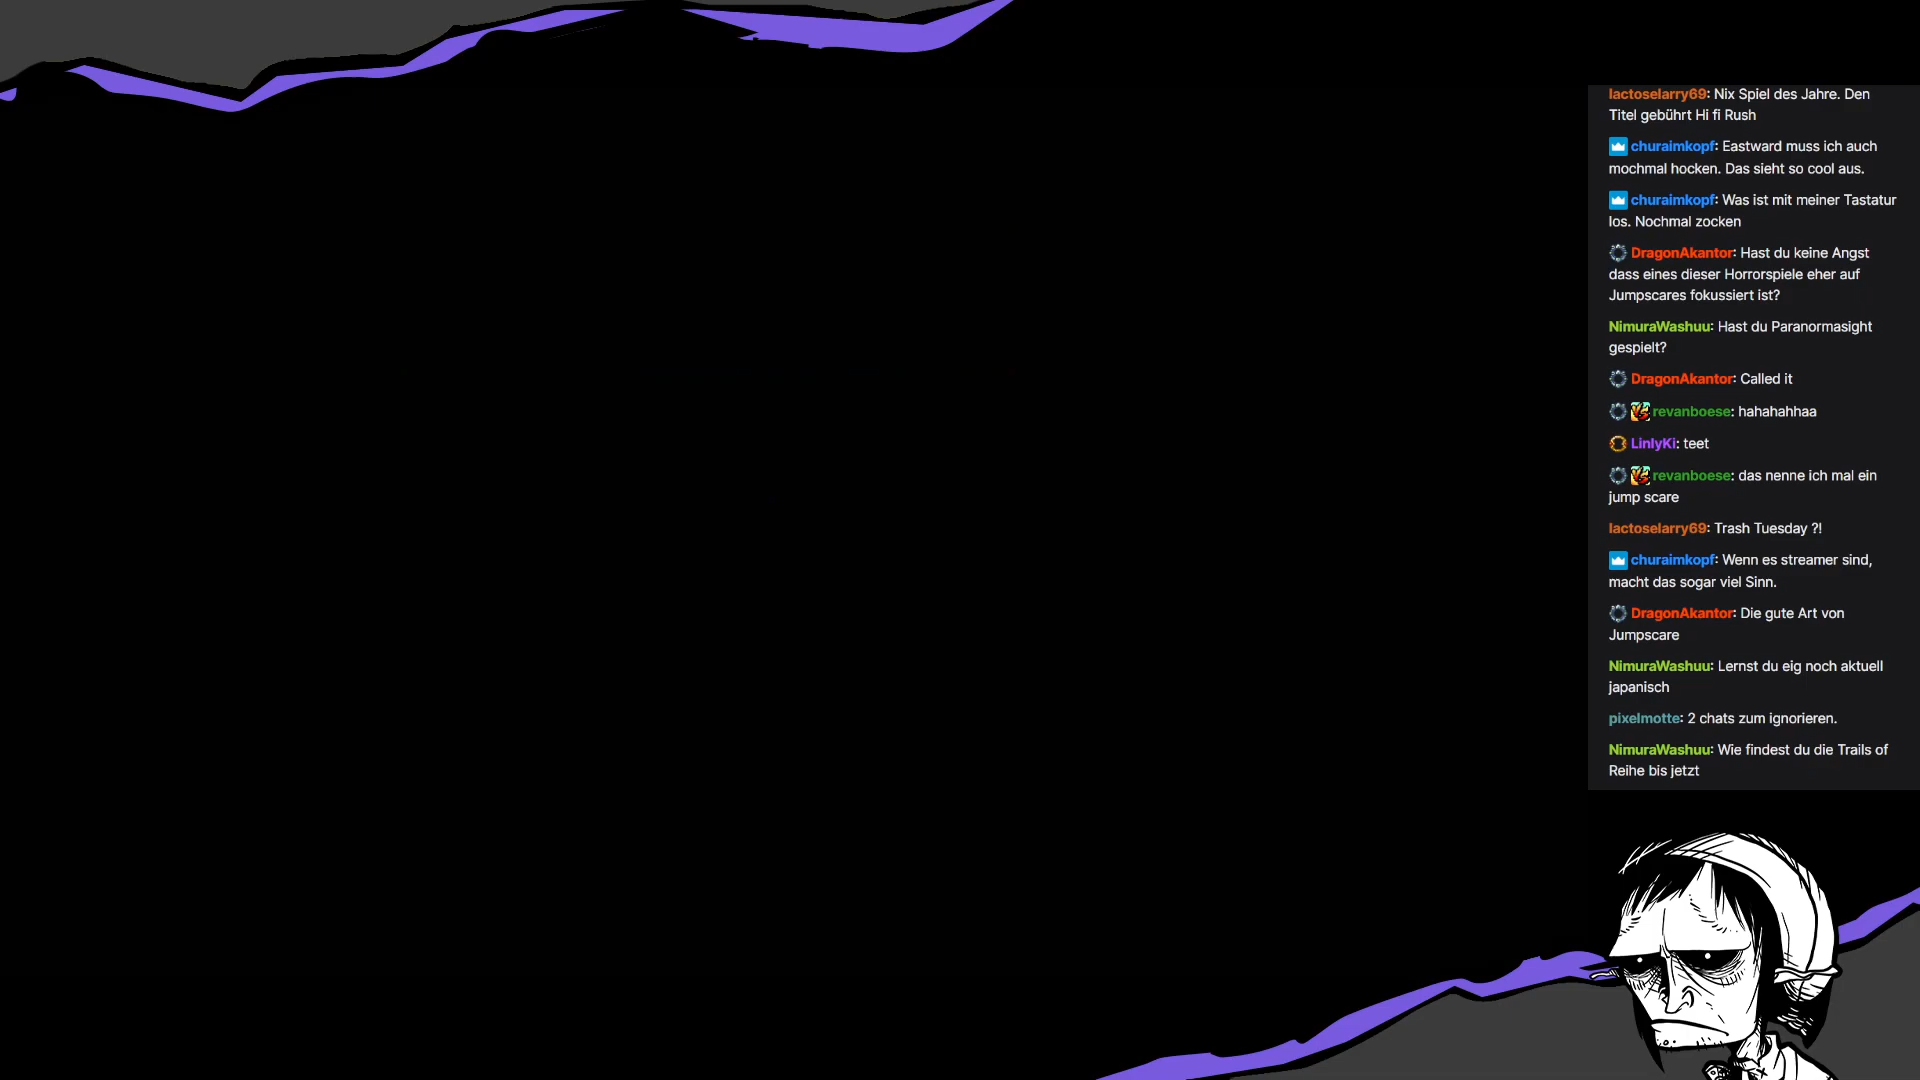 lactoselarry69: Nix Spiel des Jahre. Den
Titel gebührt Hi fi Rush
churaimkopf: Eastward muss ich auch
mochmal hocken. Das sieht so cool aus.
churaimkopf: Was ist mit meiner Tastatur
los. Nochmal zocken
DragonAkantor: Hast du keine Angst
dass eines dieser Horrorspiele eher auf
Jumpscares fokussiert ist?
NimuraWashuu: Hast du Paranormasight
gespielt?
DragonAkantor: Called it
revanboese: hahahahhaa
LinlyKi: teet
revanboese: das nenne ich mal ein
jump scare
lactoselarry69: Trash Tuesday ?!
churaimkopf: Wenn es streamer sind,
macht das sogar viel Sinn.
DragonAkantor: Die gute Art von
Jumpscare
NimuraWashuu: Lernst du eig noch aktuell
japanisch
pixelmotte: 2 chats zum ignorieren.
NimuraWashuu: Wie findest du die Trails of
Reihe bis jetzt